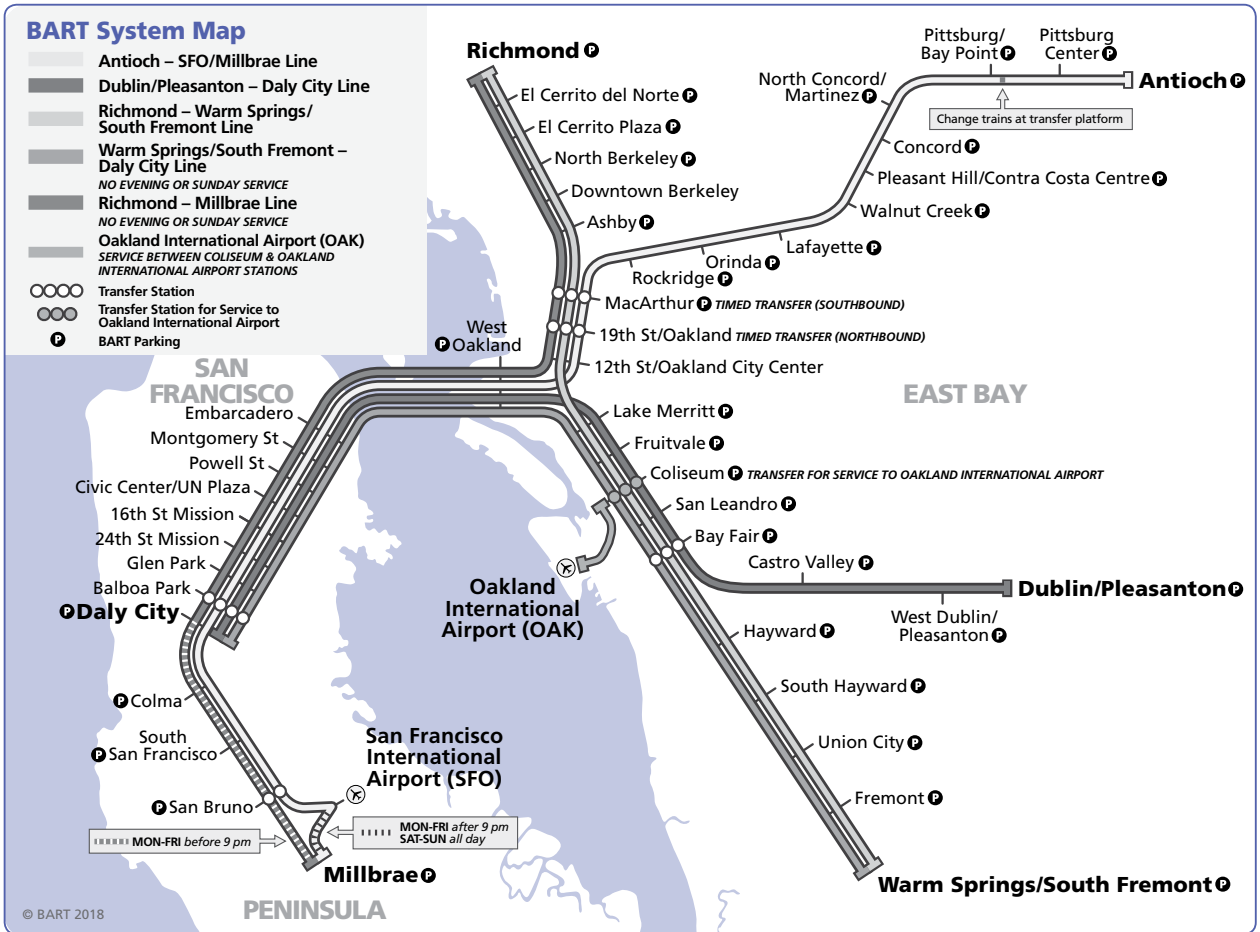 BART System Map
Antioch – SFO/Millbrae Line
Dublin/Pleasanton – Daly City Line
Richmond – Warm Springs/
South Fremont Line
Warm Springs/South Fremont –
Daly City Line
NO EVENING OR SUNDAY SERVICE
Richmond – Millbrae Line
NO EVENING OR SUNDAY SERVICE
Oakland International Airport (OAK)
SERVICE BETWEEN COLISEUM & OAKLAND
INTERNATIONAL AIRPORT STATIONS
Transfer Station
Transfer Station for Service to
Oakland International Airport
P BART Parking
Richmond P
El Cerrito del Norte P
El Cerrito Plaza P
North Berkeley P
Downtown Berkeley
Ashby P
Pittsburg/
Bay Point P
Pittsburg
Center P
Antioch P
Change trains at transfer platform
North Concord/
Martinez P
Concord P
Pleasant Hill/Contra Costa Centre P
Walnut Creek P
Lafayette P
Orinda P
Rockridge P
MacArthur P TIMED TRANSFER (SOUTHBOUND)
19th St/Oakland TIMED TRANSFER (NORTHBOUND)
12th St/Oakland City Center
West
P Oakland
SAN
FRANCISCO
EAST BAY
Embarcadero
Montgomery St
Powell St
Civic Center/UN Plaza
16th St Mission
24th St Mission
Glen Park
Balboa Park
P Daly City
Lake Merritt P
Fruitvale P
Coliseum P TRANSFER FOR SERVICE TO OAKLAND INTERNATIONAL AIRPORT
San Leandro P
Bay Fair P
Castro Valley P
Dublin/Pleasanton P
West Dublin/
Pleasanton P
Oakland
International
Airport (OAK)
Hayward P
South Hayward P
Union City P
Fremont P
Warm Springs/South Fremont P
P Colma
South
P San Francisco
San Francisco
International
Airport (SFO)
P San Bruno
MON-FRI before 9 pm
MON-FRI after 9 pm
SAT-SUN all day
Millbrae P
PENINSULA
© BART 2018